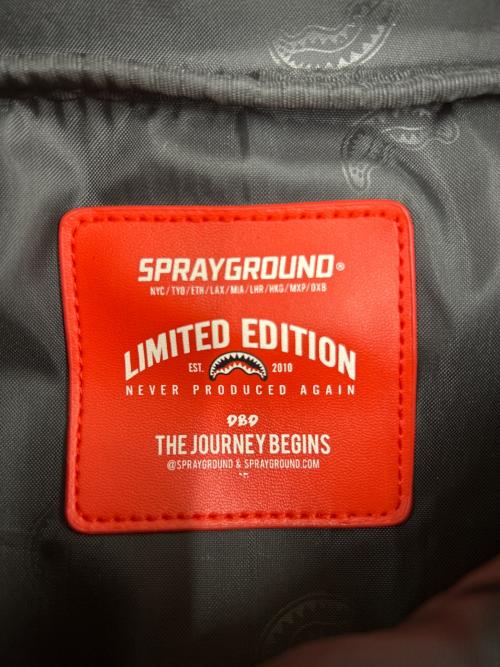 SPRAYGROUND®
NYC/TYO/ETH/LAX/MIA/LHR/HKG/MXP/DXB
LIMITED EDITION
EST. 2010
NEVER PRODUCED AGAIN
DBD
THE JOURNEY BEGINS
@SPRAYGROUND & SPRAYGROUND.COM